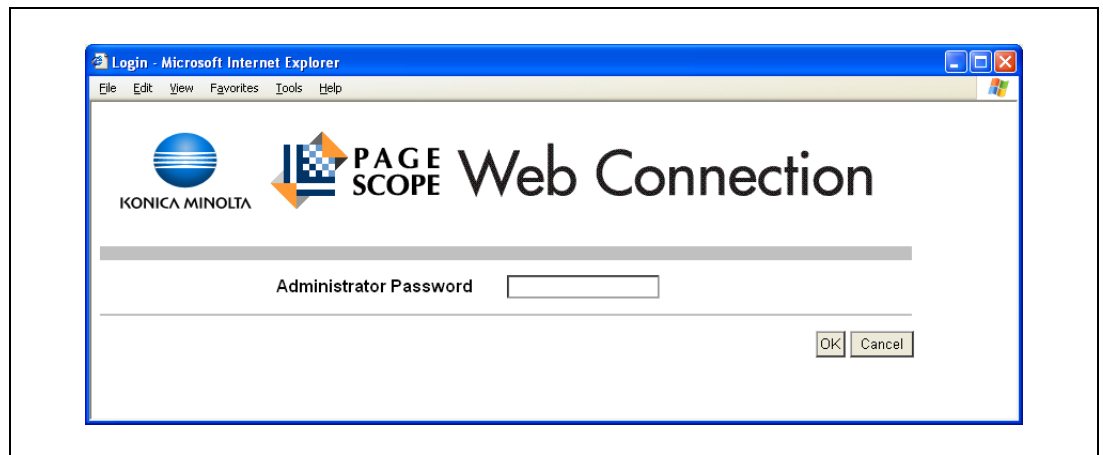 Login - Microsoft Internet Explorer
File Edit View Favorites Tools Help
KONICA MINOLTA
PAGE SCOPE Web Connection
Administrator Password
OK Cancel